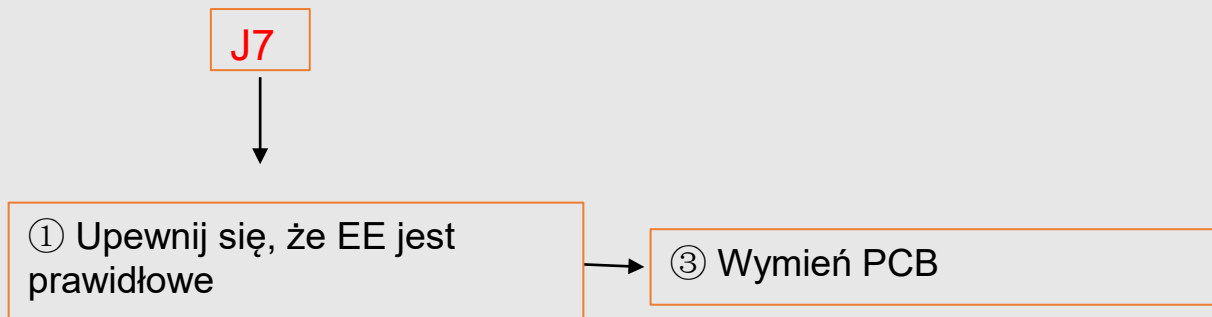 J7
① Upewnij się, że EE jest
prawidłowe
③ Wymień PCB